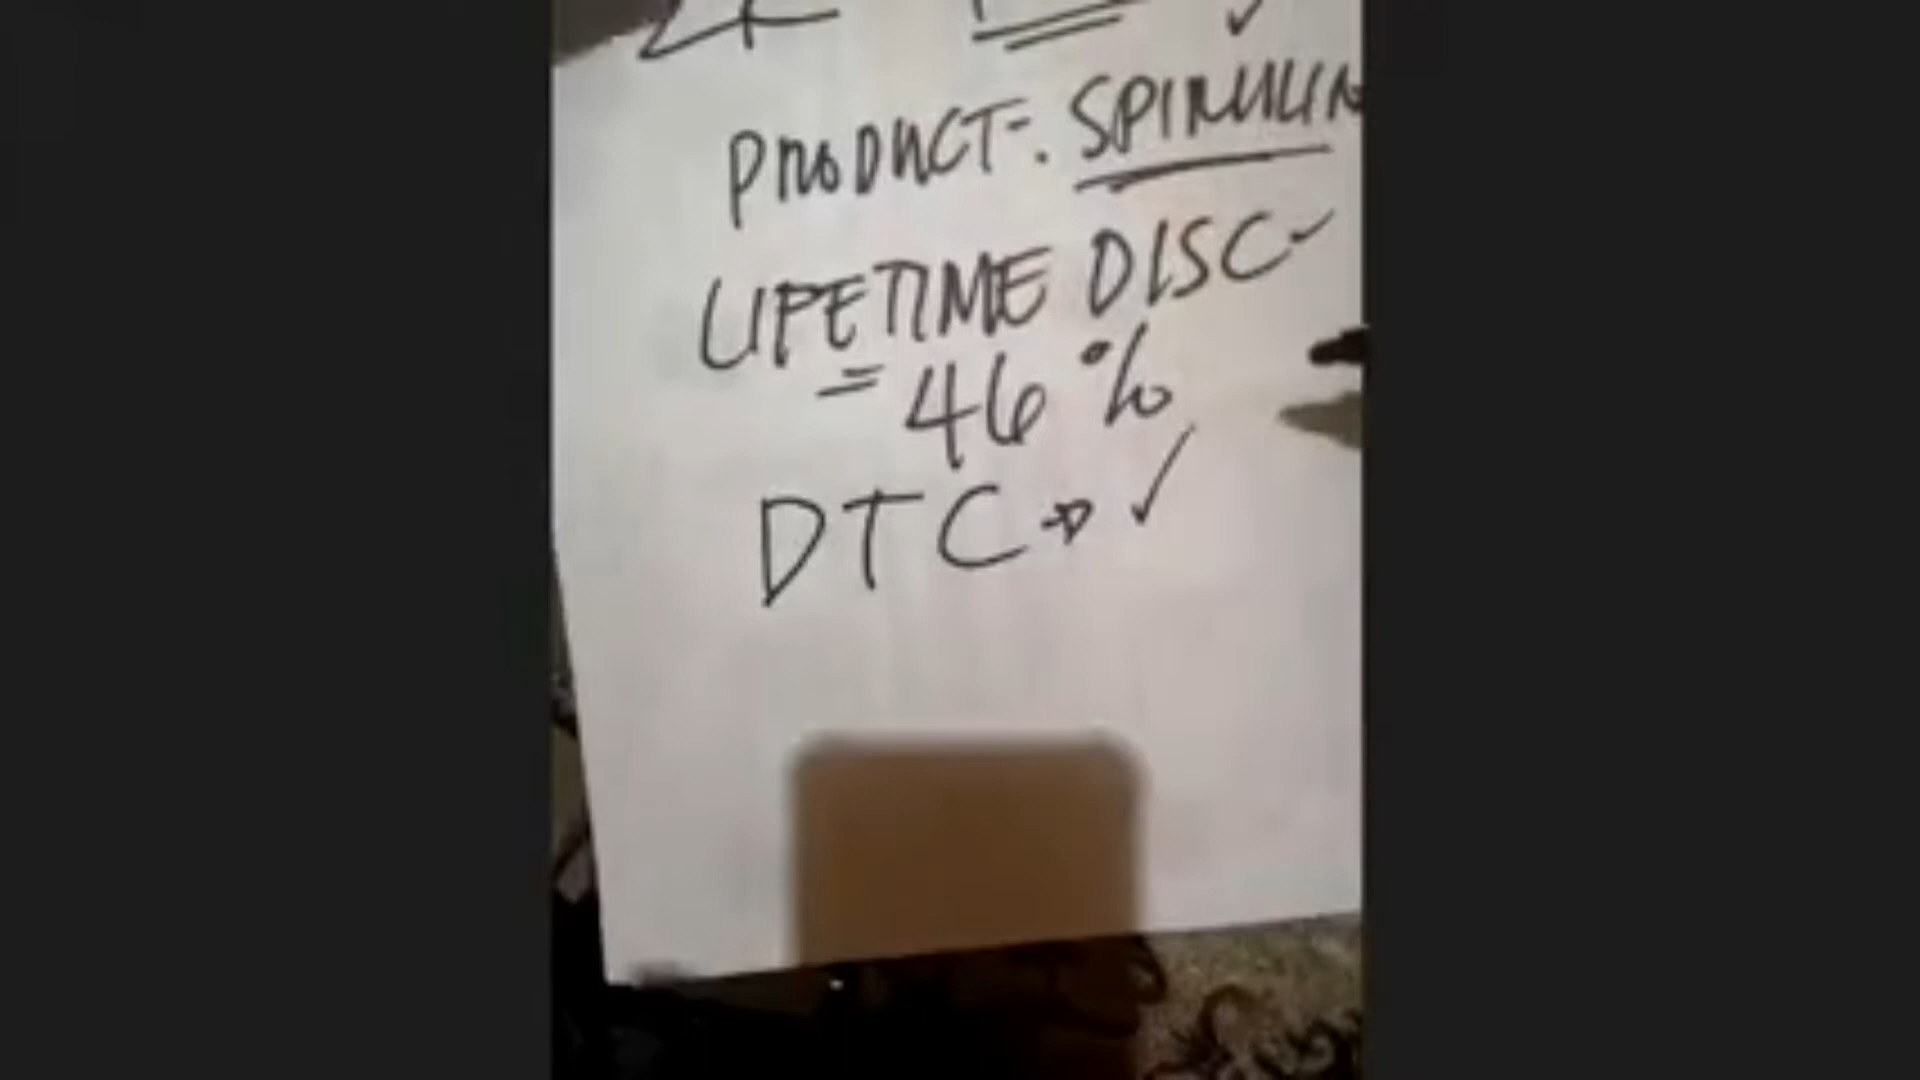 PRODUCT:. SPIRULIN
LIFETIME DISC ✓
= 46 %
DTC → ✓